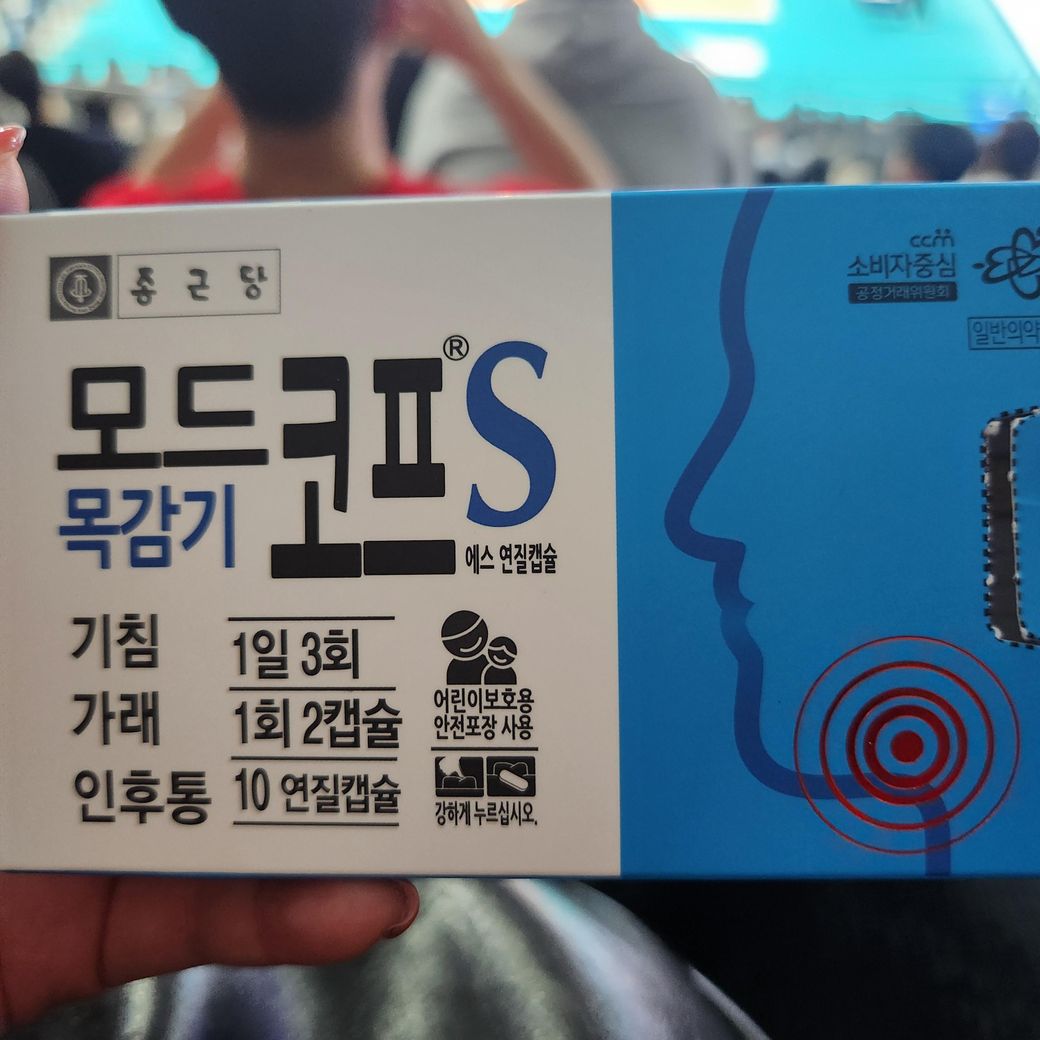 종근당
모드코프®S
목감기
에스 연질캡슐
기침
가래
인후통
1일 3회
1회 2캡슐
10 연질캡슐
어린이보호용
안전포장 사용
강하게 누르십시오.
ccm
소비자중심
공정거래위원회
일반의약